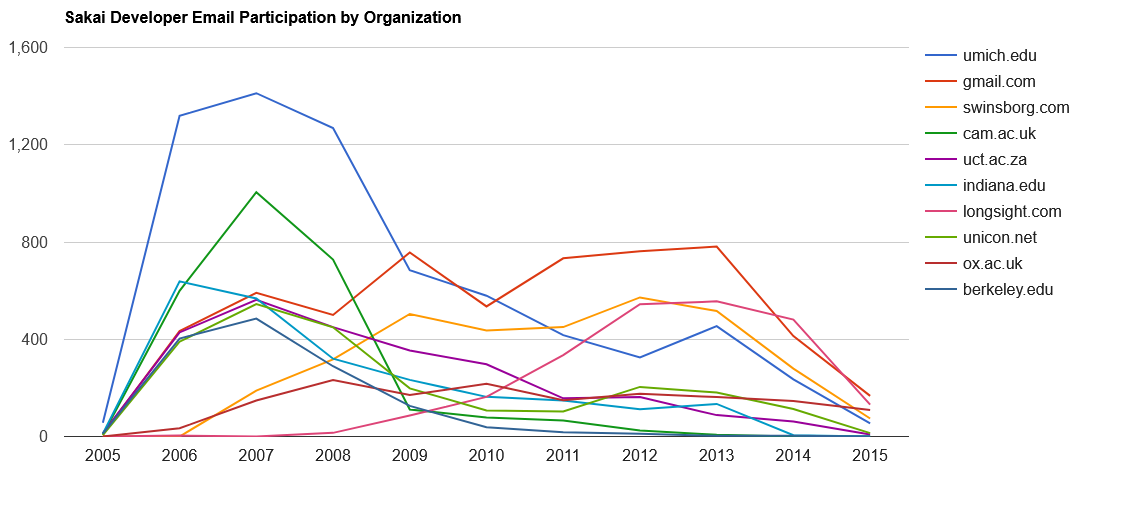 Sakai Developer Email Participation by Organization
1,600
1,200
800
400
0
2005 2006 2007 2008 2009 2010 2011 2012 2013 2014 2015
umich.edu
gmail.com
swinsborg.com
cam.ac.uk
uct.ac.za
indiana.edu
longsight.com
unicon.net
ox.ac.uk
berkeley.edu